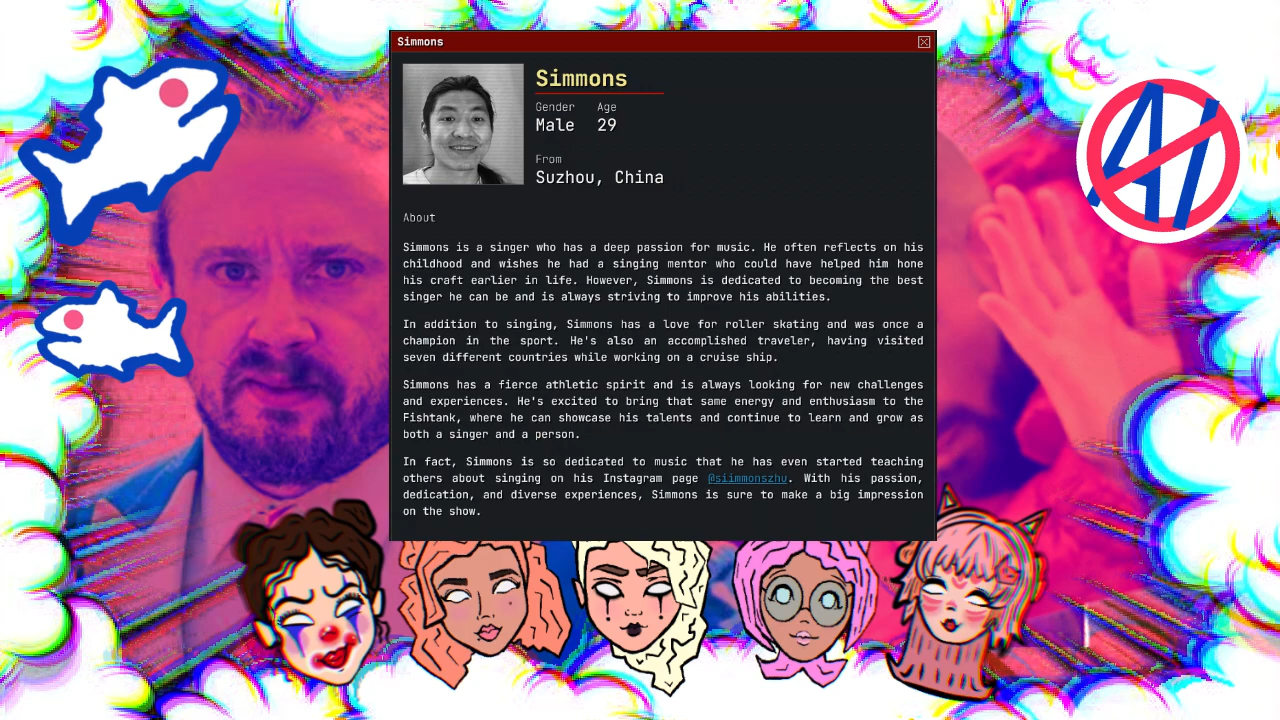 Simmons
Simmons
Gender Age
Male 29
From
Suzhou, China
About
Simmons is a singer who has a deep passion for music. He often reflects on his
childhood and wishes he had a singing mentor who could have helped him hone
his craft earlier in life. However, Simmons is dedicated to becoming the best
singer he can be and is always striving to improve his abilities.
In addition to singing, Simmons has a love for roller skating and was once a
champion in the sport. He's also an accomplished traveler, having visited
seven different countries while working on a cruise ship.
Simmons has a fierce athletic spirit and is always looking for new challenges
and experiences. He's excited to bring that same energy and enthusiasm to the
Fishtank, where he can showcase his talents and continue to learn and grow as
both a singer and a person.
In fact, Simmons is so dedicated to music that he has even started teaching
others about singing on his Instagram page @siimmonszhu. With his passion,
dedication, and diverse experiences, Simmons is sure to make a big impression
on the show.
AI